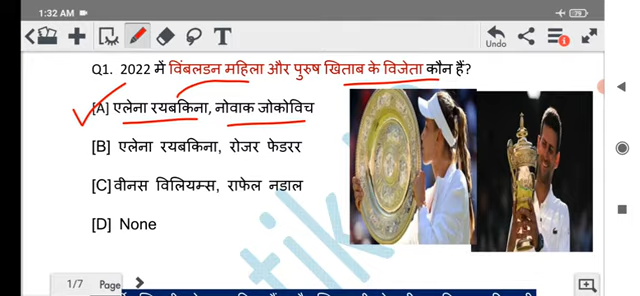 1:32 AM
79
Undo
Q1. 2022 में विंबलडन महिला और पुरुष खिताब के विजेता कौन हैं?
[A] एलेना रयबकिना, नोवाक जोकोविच
[B] एलेना रयबकिना, रोजर फेडरर
[C] वीनस विलियम्स, राफेल नडाल
[D] None
1/7 Page